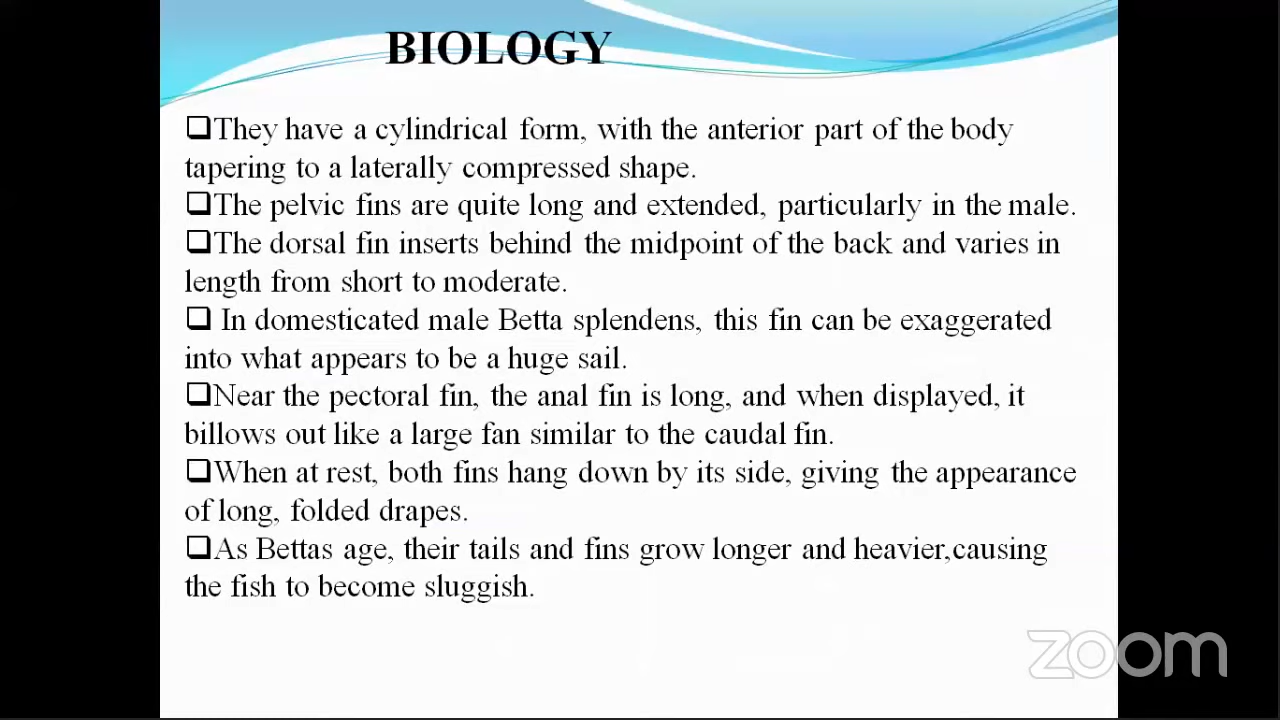 BIOLOGY
❑They have a cylindrical form, with the anterior part of the body
tapering to a laterally compressed shape.
❑The pelvic fins are quite long and extended, particularly in the male.
❑The dorsal fin inserts behind the midpoint of the back and varies in
length from short to moderate.
❑ In domesticated male Betta splendens, this fin can be exaggerated
into what appears to be a huge sail.
❑Near the pectoral fin, the anal fin is long, and when displayed, it
billows out like a large fan similar to the caudal fin.
❑When at rest, both fins hang down by its side, giving the appearance
of long, folded drapes.
❑As Bettas age, their tails and fins grow longer and heavier,causing
the fish to become sluggish.
zoom